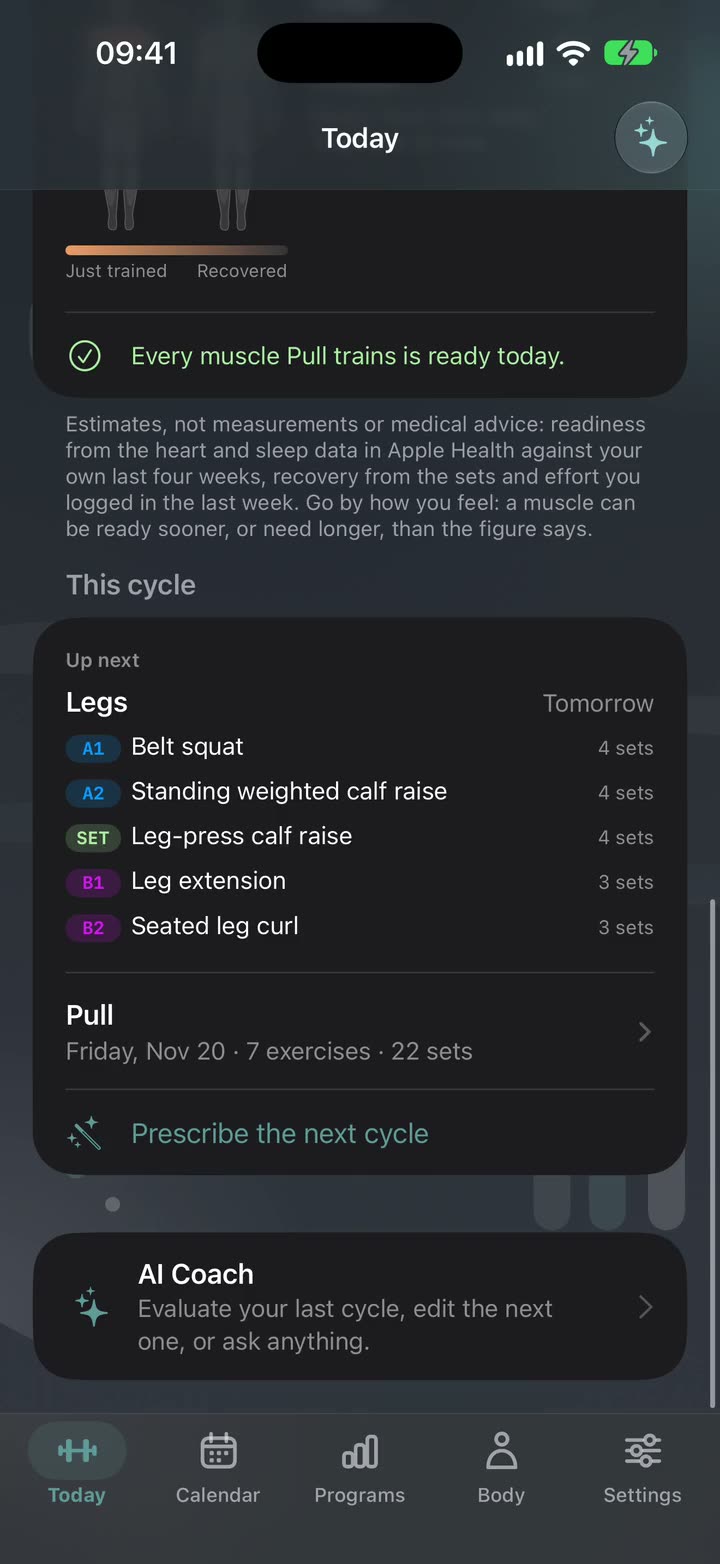 09:41
Today
Just trained Recovered
Every muscle Pull trains is ready today.
Estimates, not measurements or medical advice: readiness
from the heart and sleep data in Apple Health against your
own last four weeks, recovery from the sets and effort you
logged in the last week. Go by how you feel: a muscle can
be ready sooner, or need longer, than the figure says.
This cycle
Up next
Legs Tomorrow
A1 Belt squat 4 sets
A2 Standing weighted calf raise 4 sets
SET Leg-press calf raise 4 sets
B1 Leg extension 3 sets
B2 Seated leg curl 3 sets
Pull
Friday, Nov 20 · 7 exercises · 22 sets
Prescribe the next cycle
AI Coach
Evaluate your last cycle, edit the next
one, or ask anything.
Today Calendar Programs Body Settings